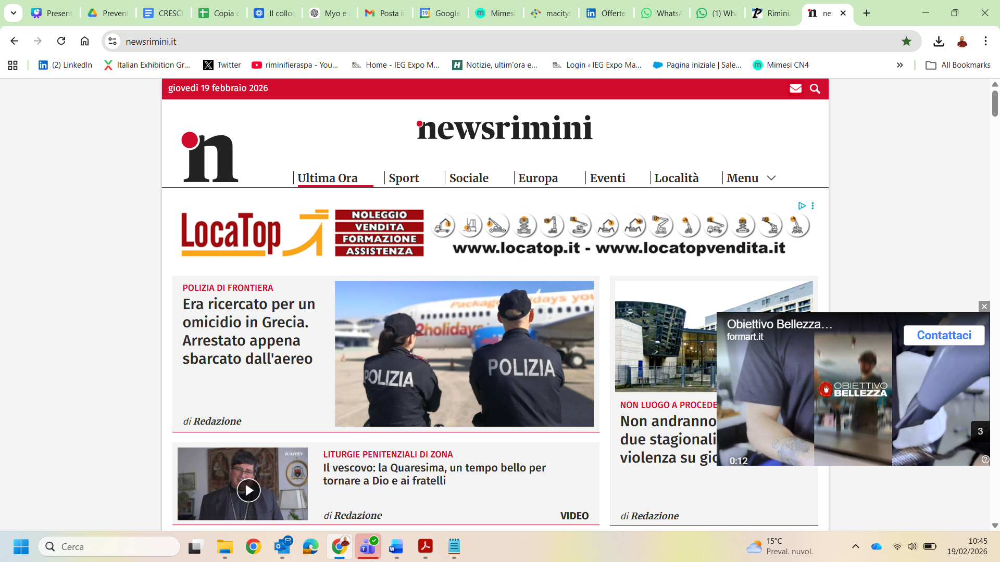 Present
Prevent
CRESCI
Copia c
Il colloc
Myo e
Posta in
Google
Mimesi
macityn
Offerte
WhatsA
(1) Wha
Rimini.
nev
newsrimini.it
(2) LinkedIn
Italian Exhibition Gr...
Twitter
riminifieraspa - You...
Home - IEG Expo M...
Notizie, ultim'ora e...
Login ‹ IEG Expo Ma...
Pagina iniziale | Sale...
Mimesi CN4
All Bookmarks
giovedì 19 febbraio 2026
newsrimini
n
Ultima Ora
Sport
Sociale
Europa
Eventi
Località
Menu
LocaTop
NOLEGGIO
VENDITA
FORMAZIONE
ASSISTENZA
www.locatop.it - www.locatopvendita.it
POLIZIA DI FRONTIERA
Era ricercato per un
omicidio in Grecia.
Arrestato appena
sbarcato dall'aereo
di Redazione
2holidays
POLIZIA
POLIZIA
NON LUOGO A PROCEDE
Non andranno
due stagionali
violenza su gio
di Redazione
Obiettivo Bellezza...
formart.it
Contattaci
OBIETTIVO
BELLEZZA
3
0:12
icarotv
LITURGIE PENITENZIALI DI ZONA
Il vescovo: la Quaresima, un tempo bello per
tornare a Dio e ai fratelli
di Redazione
VIDEO
Cerca
15°C
Preval. nuvol.
10:45
19/02/2026